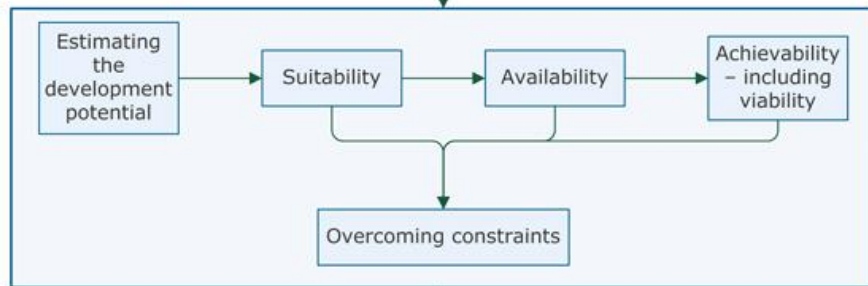 Estimating
the
development
potential
Suitability
Availability
Achievability
– including
viability
Overcoming constraints